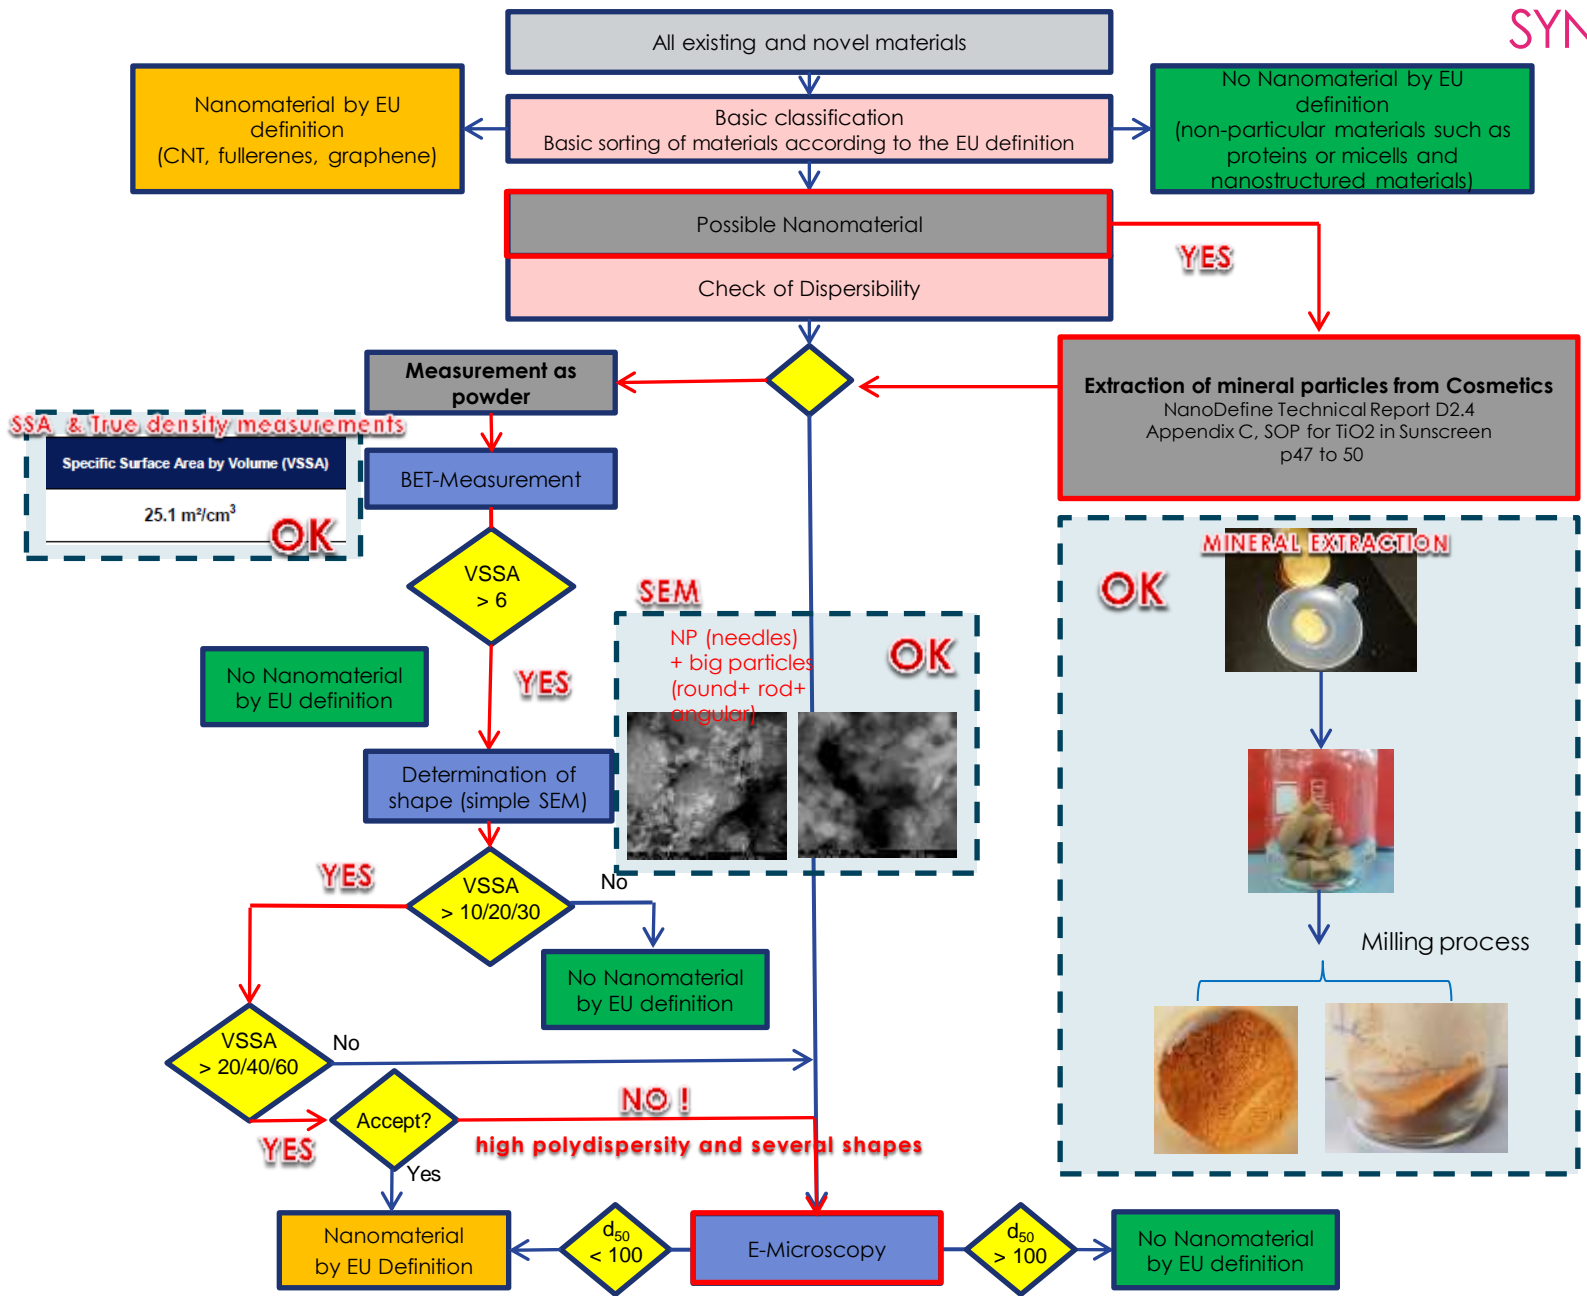 SYN
All existing and novel materials
Nanomaterial by EU
definition
(CNT, fullerenes, graphene)
Basic classification
Basic sorting of materials according to the EU definition
No Nanomaterial by EU
definition
(non-particular materials such as
proteins or micells and
nanostructured materials)
Possible Nanomaterial
YES
Check of Dispersibility
Measurement as
powder
Extraction of mineral particles from Cosmetics
NanoDefine Technical Report D2.4
Appendix C, SOP for TiO2 in Sunscreen
p47 to 50
SSA & True density measurements
Specific Surface Area by Volume (VSSA)
25.1 m²/cm³
OK
BET-Measurement
VSSA
> 6
YES
No Nanomaterial
by EU definition
SEM
NP (needles)
+ big particles
(round+ rod+
angular)
OK
MINERAL EXTRACTION
OK
Determination of
shape (simple SEM)
YES
VSSA
> 10/20/30
No
No Nanomaterial
by EU definition
Milling process
VSSA
> 20/40/60
No
YES
Accept?
NO !
high polydispersity and several shapes
Yes
Nanomaterial
by EU Definition
d₅₀
< 100
E-Microscopy
d₅₀
> 100
No Nanomaterial
by EU definition